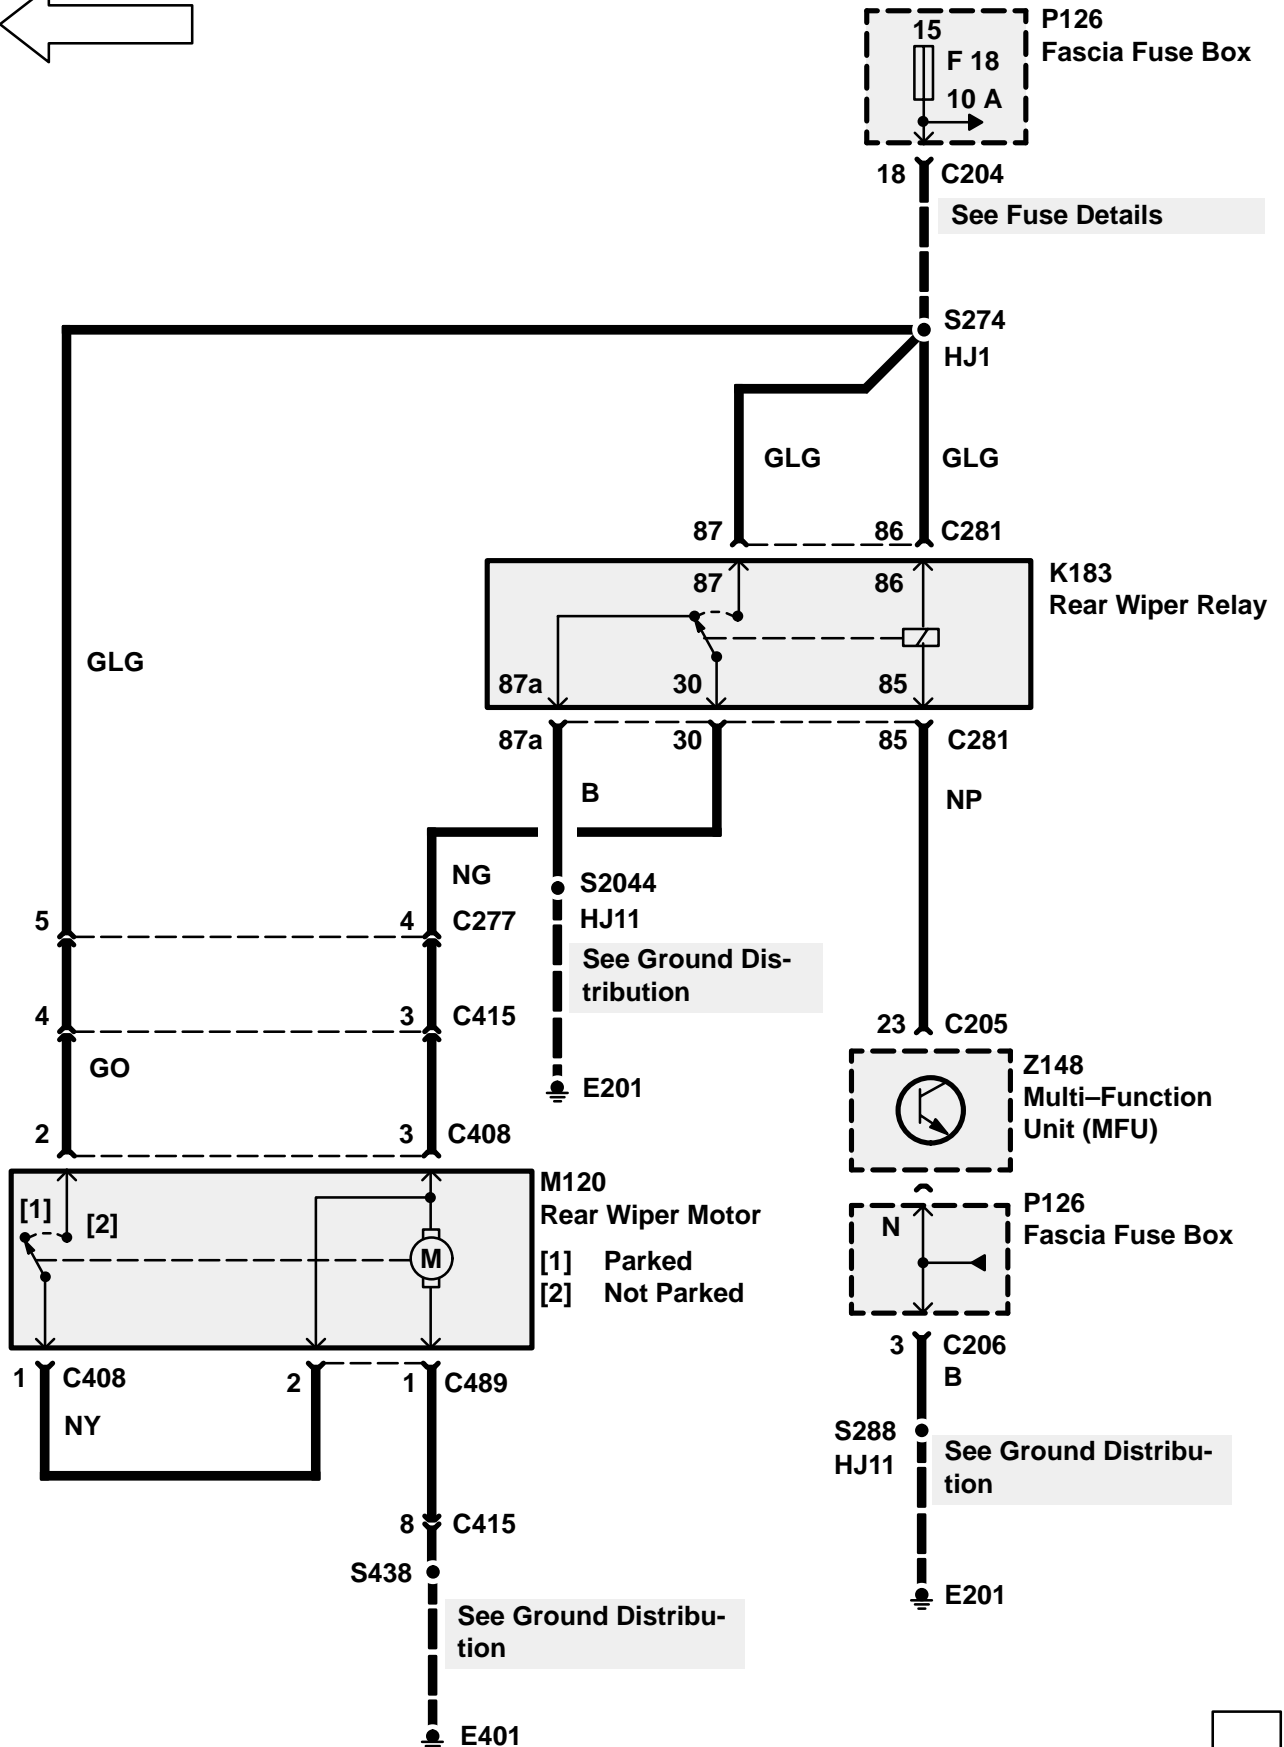 P126
Fascia Fuse Box
15
F 18
10 A
18 C204
See Fuse Details
S274
HJ1
GLG GLG
87 86 C281
K183
Rear Wiper Relay
87 86
GLG
87a 30 85
87a 30 85 C281
B
NP
NG
S2044
HJ11
5 4 C277
See Ground Dis-
tribution
4 3 C415
23 C205
GO
E201
Z148
Multi–Function
Unit (MFU)
2 3 C408
M120
Rear Wiper Motor
[1] Parked
[2] Not Parked
[1]
[2]
M
P126
Fascia Fuse Box
N
1 C408
2 1 C489
3 C206
B
NY
S288
HJ11
See Ground Distribu-
tion
8 C415
S438
E201
See Ground Distribu-
tion
E401